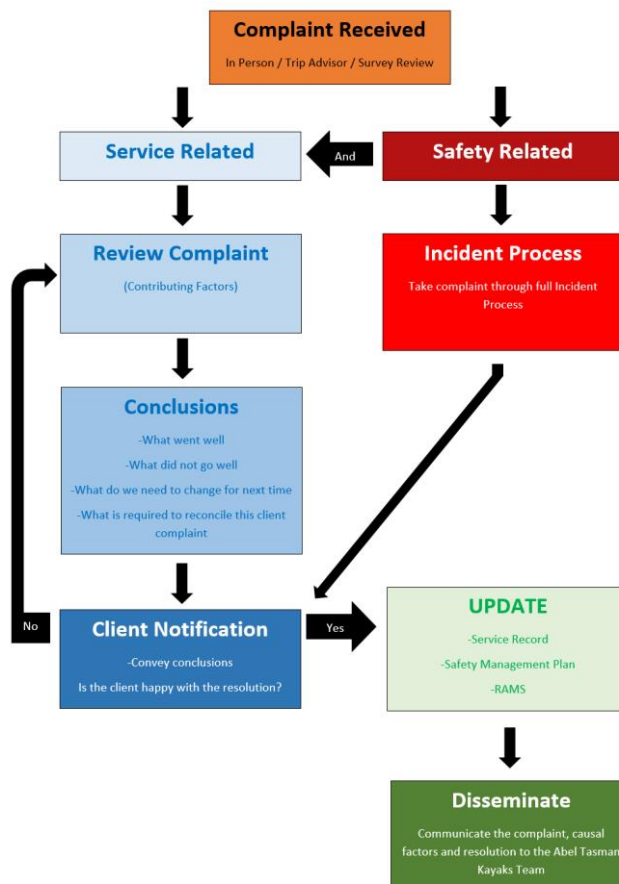 Complaint Received
In Person / Trip Advisor / Survey Review
Service Related
And
Safety Related
Review Complaint
(Contributing Factors)
Incident Process
Take complaint through full Incident
Process
Conclusions
-What went well
-What did not go well
-What do we need to change for next time
-What is required to reconcile this client
complaint
No
Client Notification
-Convey conclusions
Is the client happy with the resolution?
Yes
UPDATE
-Service Record
-Safety Management Plan
-RAMS
Disseminate
Communicate the complaint, causal
factors and resolution to the Abel Tasman
Kayaks Team